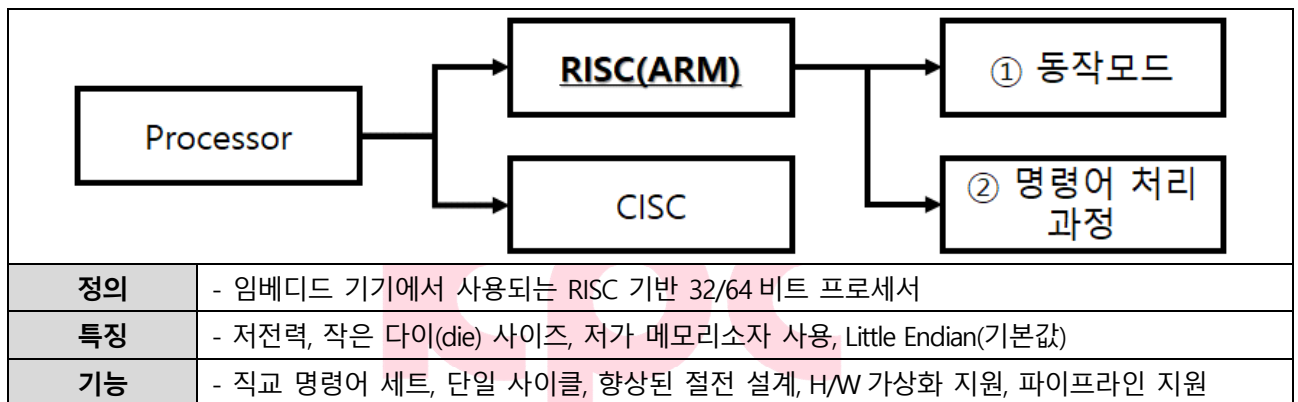 RISC(ARM)
① 동작모드
Processor
CISC
② 명령어 처리
과정
정의 - 임베디드 기기에서 사용되는 RISC 기반 32/64 비트 프로세서
특징 - 저전력, 작은 다이(die) 사이즈, 저가 메모리소자 사용, Little Endian(기본값)
기능 - 직교 명령어 세트, 단일 사이클, 향상된 절전 설계, H/W 가상화 지원, 파이프라인 지원